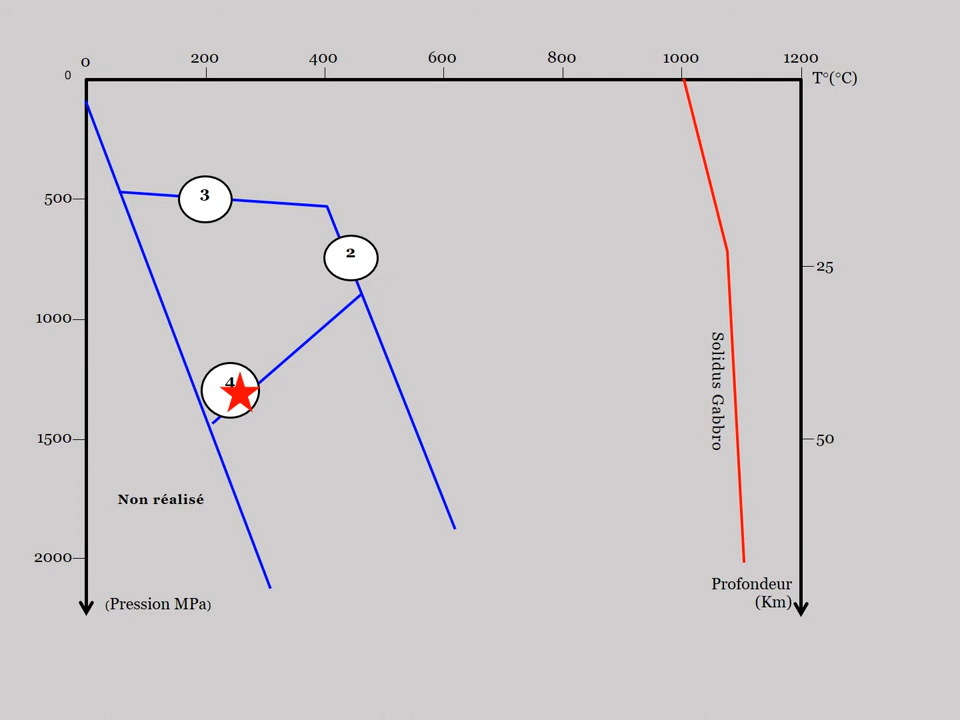 0 200 400 600 800 1000 1200
0 T°(°C)
3
500
2
25
1000
Solidus Gabbro
4
1500 50
Non réalisé
2000
Profondeur
(Pression MPa) (Km)